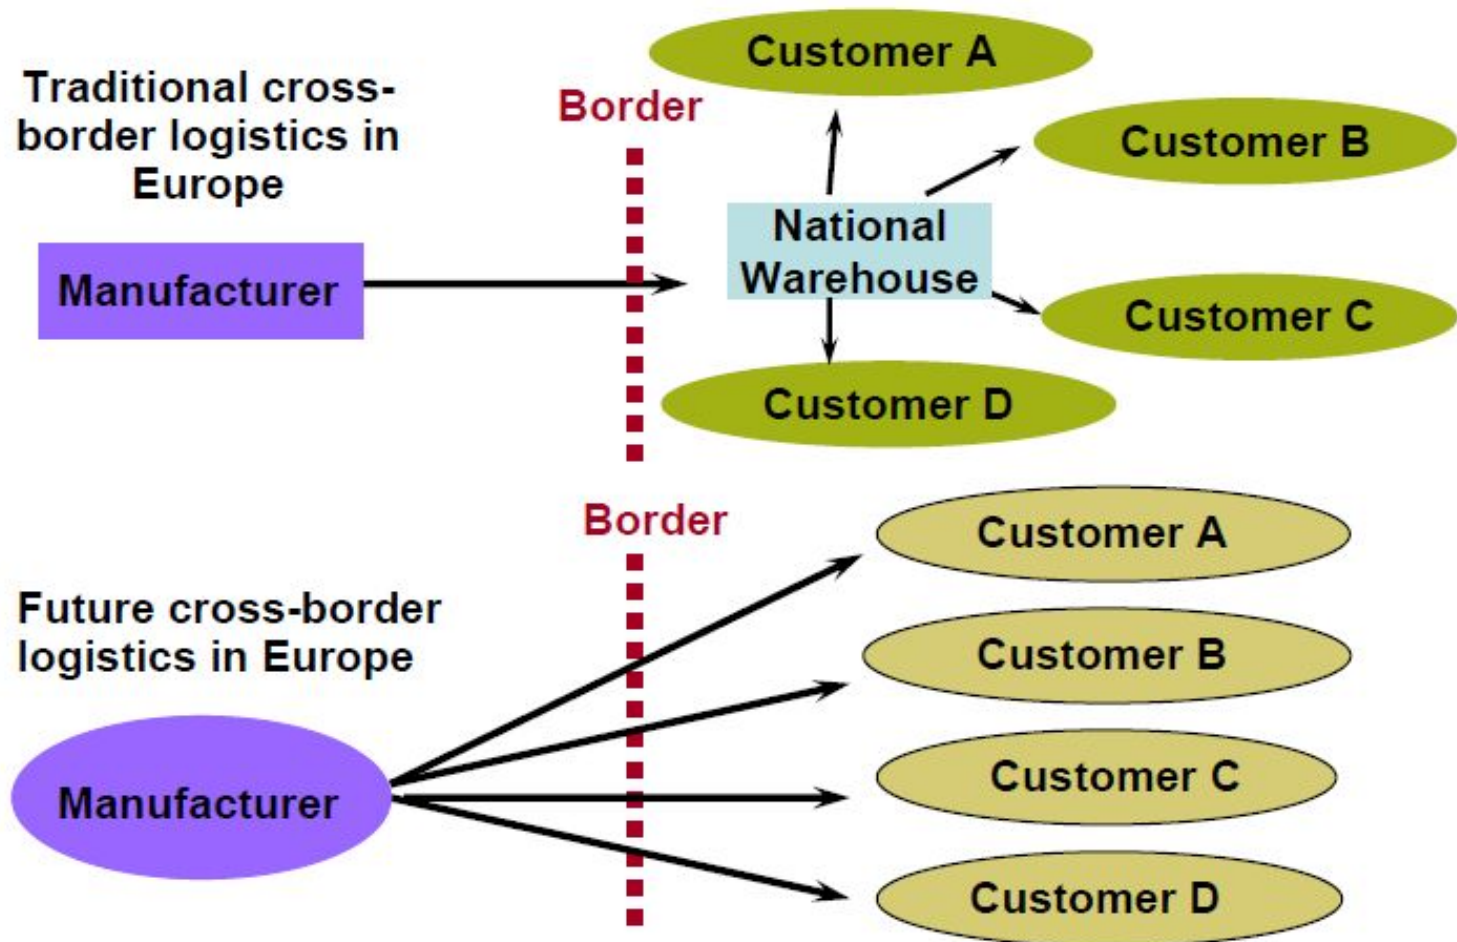 Traditional cross-
border logistics in
Europe
Border
Customer A
Customer B
Manufacturer
National
Warehouse
Customer C
Customer D
Border
Customer A
Future cross-border
logistics in Europe
Customer B
Manufacturer
Customer C
Customer D